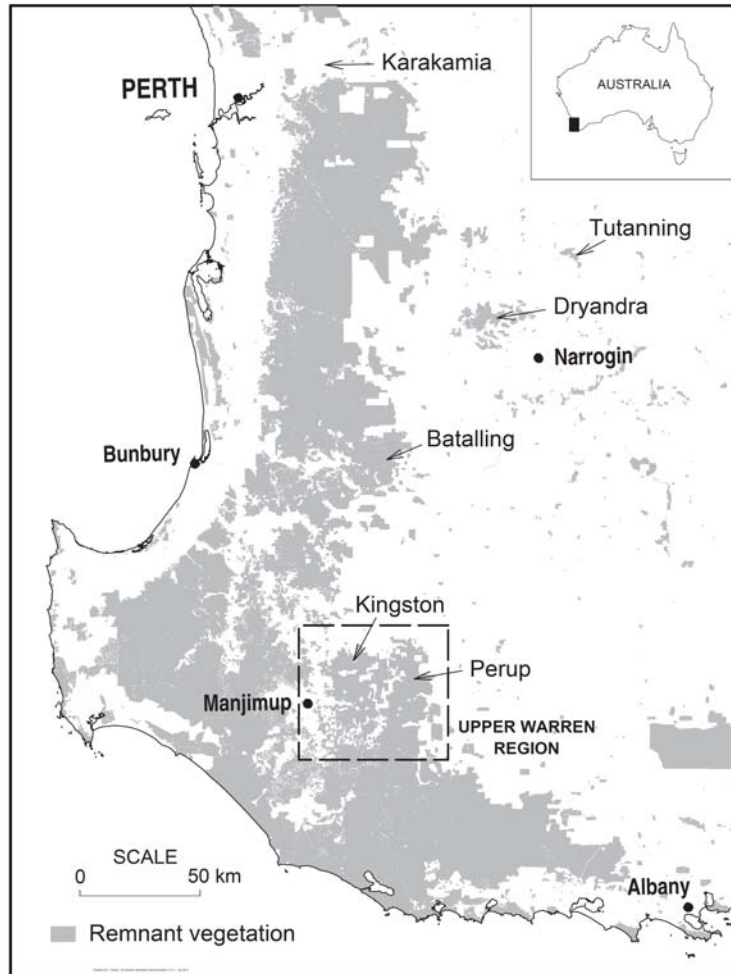 Karakamia
PERTH
AUSTRALIA
Tutanning
Dryandra
Narrogin
Batalling
Bunbury
Kingston
Perup
Manjimup
UPPER WARREN
REGION
SCALE
0 50 km
Albany
Remnant vegetation